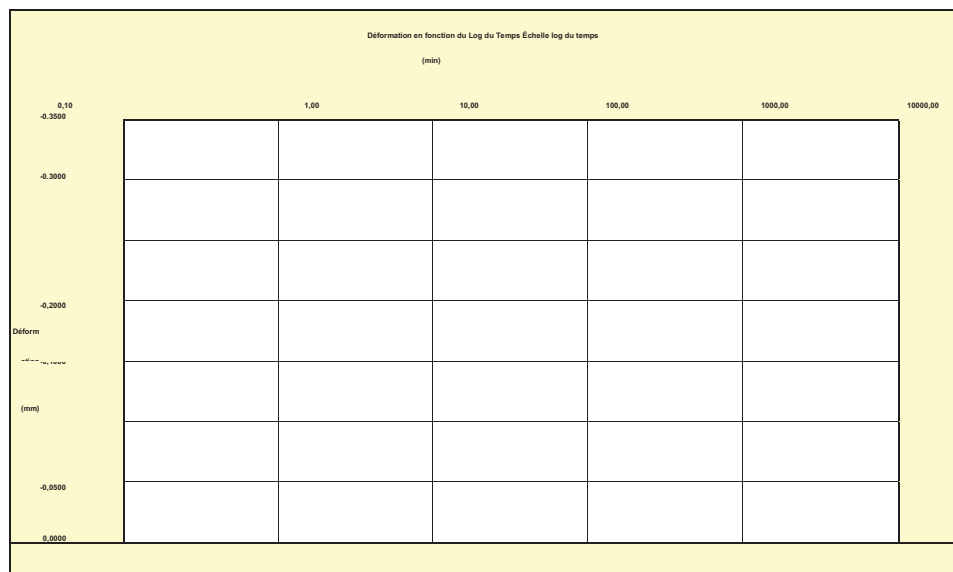 Déformation en fonction du Log du Temps Échelle log du temps
(min)
0,10 1,00 10,00 100,00 1000,00 10000,00
-0.3500
-0.3000
-0,2000
Déform
(mm)
-0,0500
0,0000